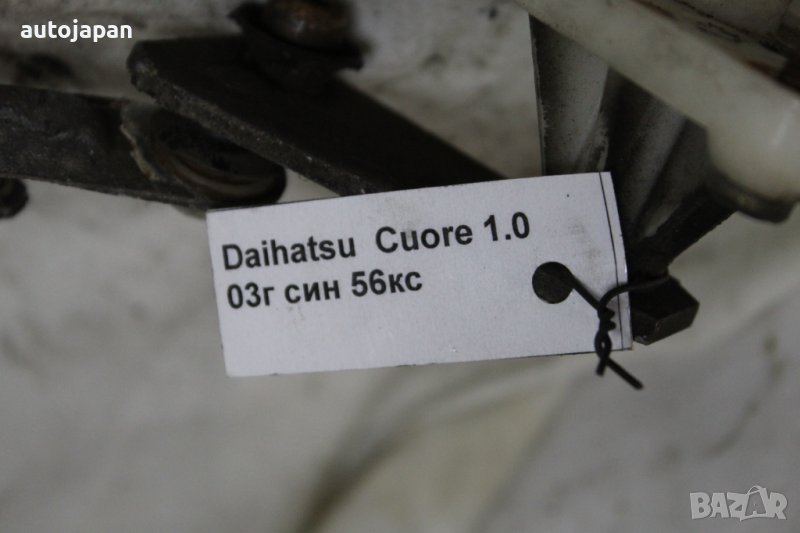 autojapan
Daihatsu Cuore 1.0
03г син 56кс
BAZAR